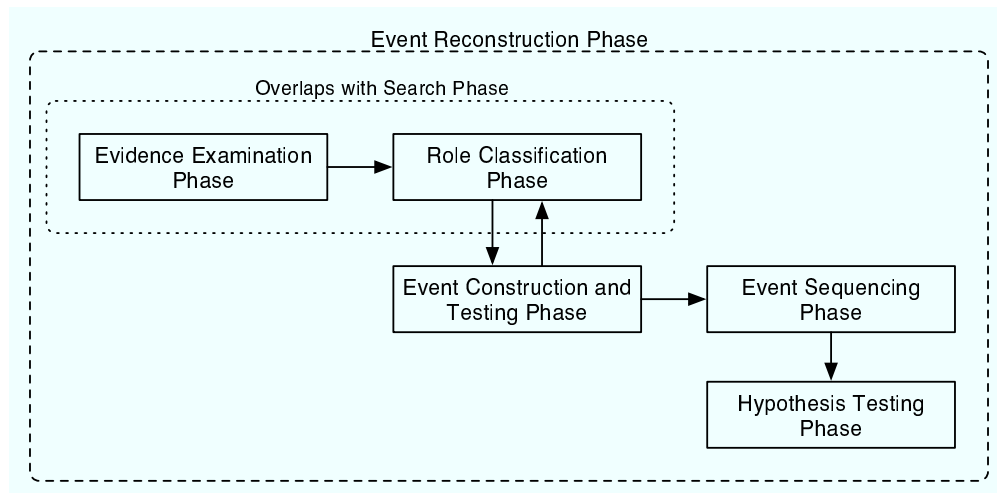 Event Reconstruction Phase
Overlaps with Search Phase
Evidence Examination
Phase
Role Classification
Phase
Event Construction and
Testing Phase
Event Sequencing
Phase
Hypothesis Testing
Phase